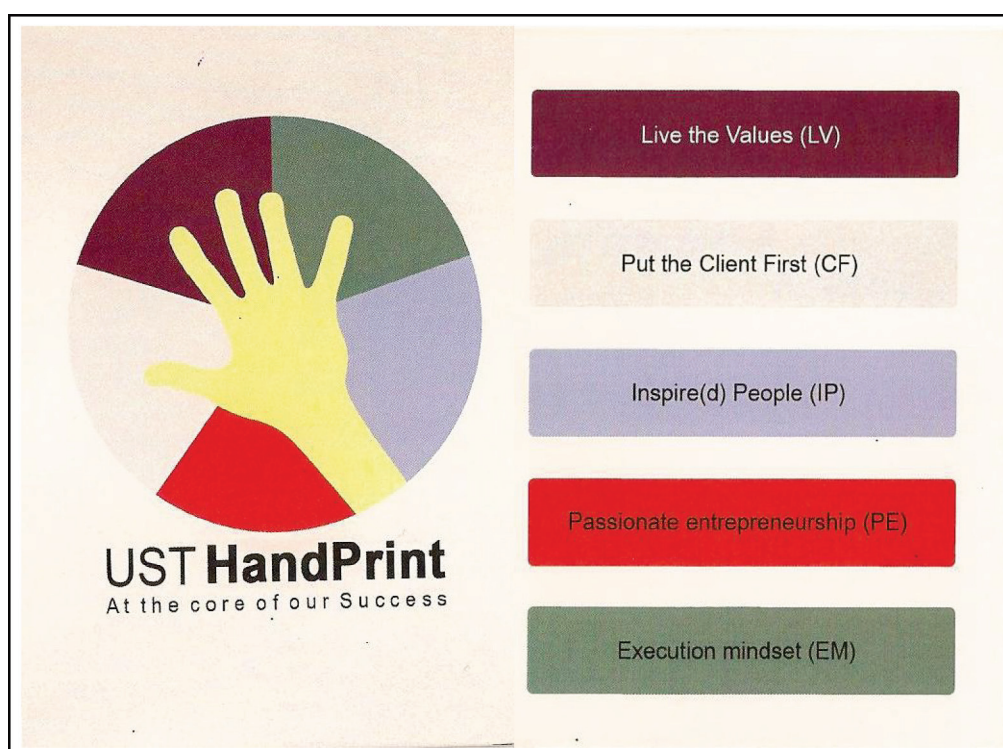 UST HandPrint
At the core of our Success
Live the Values (LV)
Put the Client First (CF)
Inspire(d) People (IP)
Passionate entrepreneurship (PE)
Execution mindset (EM)